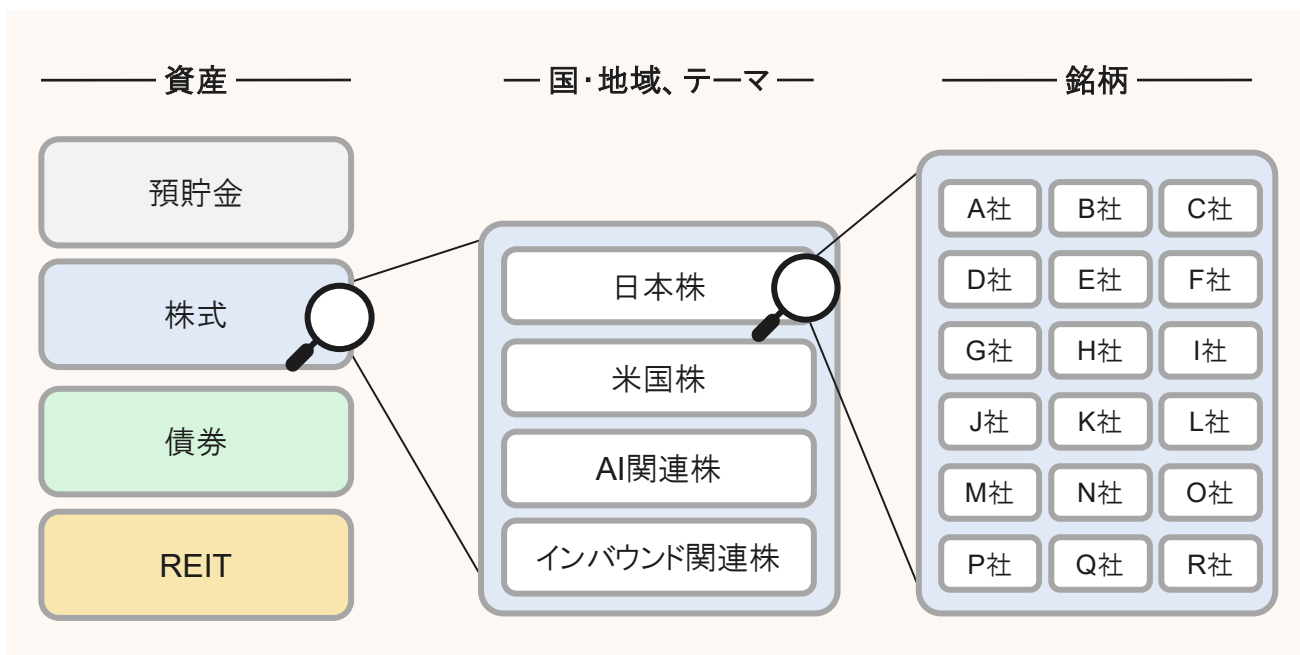 資産
預貯金
株式
債券
REIT
国・地域、テーマ
日本株
米国株
AI関連株
インバウンド関連株
銘柄
A社 B社 C社
D社 E社 F社
G社 H社 I社
J社 K社 L社
M社 N社 O社
P社 Q社 R社